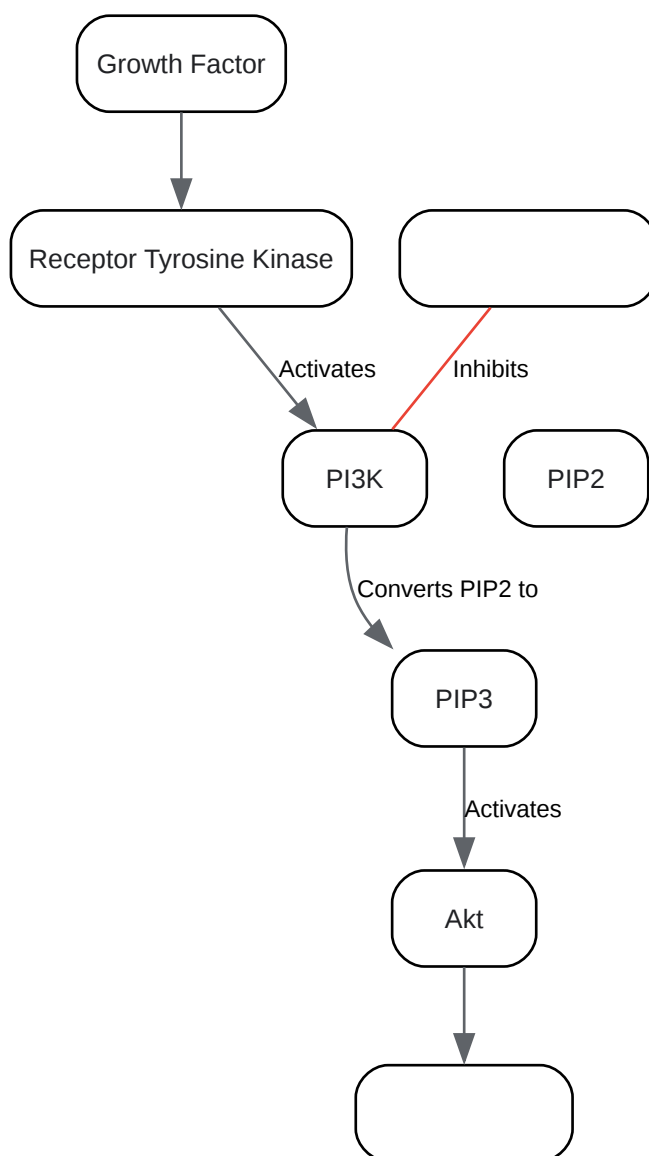 Growth Factor
Receptor Tyrosine Kinase
Activates
Inhibits
PI3K
PIP2
Converts PIP2 to
PIP3
Activates
Akt